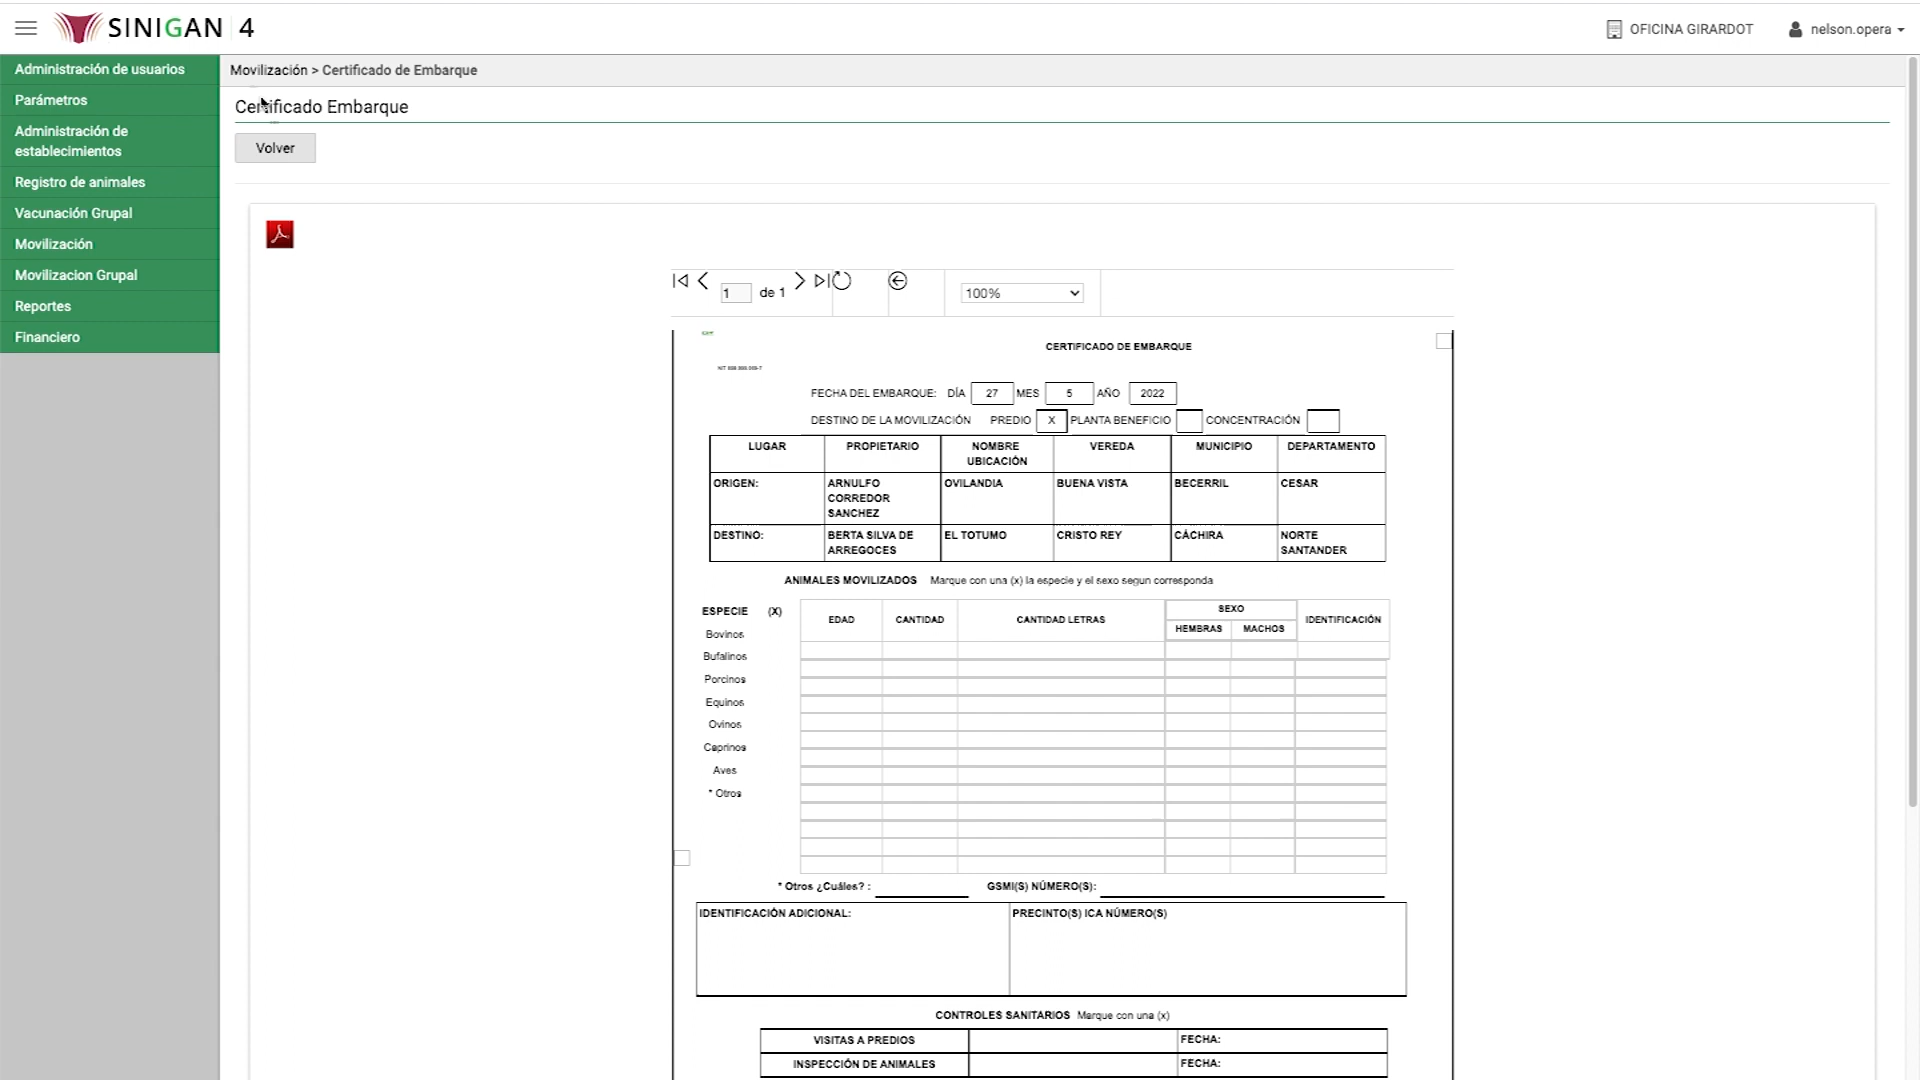 SINIGAN 4
OFICINA GIRARDOT
nelson.opera
Administración de usuarios
Parámetros
Administración de
establecimientos
Registro de animales
Vacunación Grupal
Movilización
Movilizacion Grupal
Reportes
Financiero
Movilización > Certificado de Embarque
Certificado Embarque
Volver
1 de 1
100%
CERTIFICADO DE EMBARQUE
FECHA DEL EMBARQUE: DÍA 27 MES 5 AÑO 2022
DESTINO DE LA MOVILIZACIÓN PREDIO X PLANTA BENEFICIO CONCENTRACIÓN
LUGAR PROPIETARIO NOMBRE UBICACIÓN VEREDA MUNICIPIO DEPARTAMENTO
ORIGEN: ARNULFO CORREDOR SANCHEZ OVILANDIA BUENA VISTA BECERRIL CESAR
DESTINO: BERTA SILVA DE ARREGOCES EL TOTUMO CRISTO REY CÁCHIRA NORTE SANTANDER
ANIMALES MOVILIZADOS Marque con una (x) la especie y el sexo segun corresponda
ESPECIE (X) EDAD CANTIDAD CANTIDAD LETRAS SEXO IDENTIFICACIÓN
HEMBRAS MACHOS
Bovinos
Bufalinos
Porcinos
Equinos
Ovinos
Caprinos
Aves
* Otros
* Otros ¿Cuáles? : GSMI(S) NÚMERO(S):
IDENTIFICACIÓN ADICIONAL: PRECINTO(S) ICA NÚMERO(S)
CONTROLES SANITARIOS Marque con una (x)
VISITAS A PREDIOS FECHA:
INSPECCIÓN DE ANIMALES FECHA: